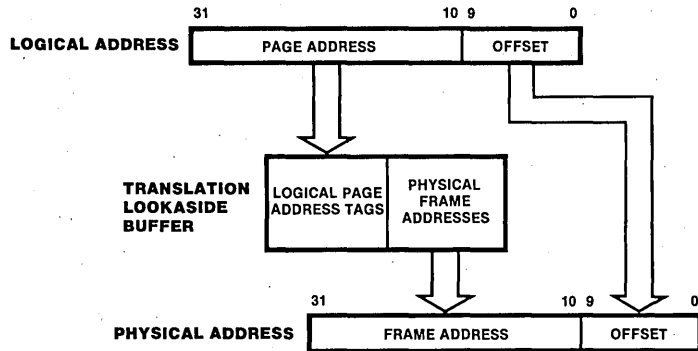 31 10 9 0
LOGICAL ADDRESS PAGE ADDRESS OFFSET
TRANSLATION
LOOKASIDE
BUFFER
LOGICAL PAGE
ADDRESS TAGS
PHYSICAL
FRAME
ADDRESSES
31 10 9 0
PHYSICAL ADDRESS FRAME ADDRESS OFFSET